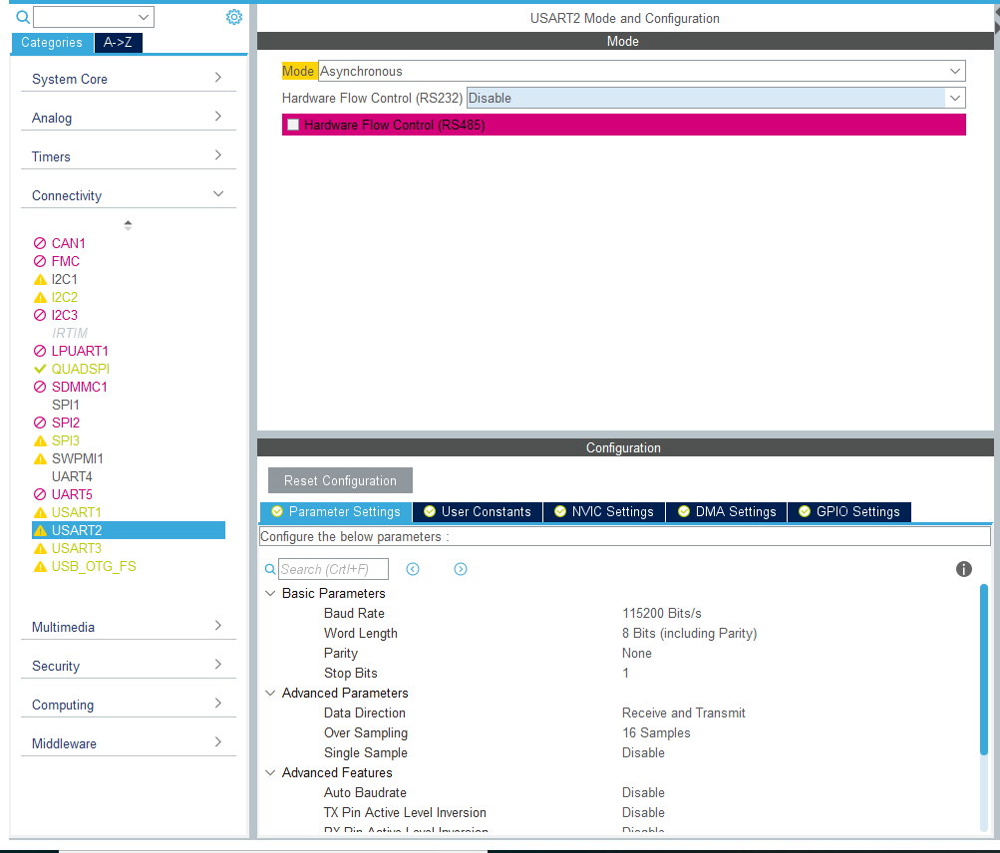 USART2 Mode and Configuration
Categories
A->Z
Mode
System Core
Analog
Timers
Connectivity
CAN1
FMC
I2C1
I2C2
I2C3
IRTIM
LPUART1
QUADSPI
SDMMC1
SPI1
SPI2
SPI3
SWPMI1
UART4
UART5
USART1
USART2
USART3
USB_OTG_FS
Multimedia
Security
Computing
Middleware
Mode Asynchronous
Hardware Flow Control (RS232) Disable
Hardware Flow Control (RS485)
Configuration
Reset Configuration
Parameter Settings
User Constants
NVIC Settings
DMA Settings
GPIO Settings
Configure the below parameters :
Search (Crtl+F)
Basic Parameters
Baud Rate 115200 Bits/s
Word Length 8 Bits (including Parity)
Parity None
Stop Bits 1
Advanced Parameters
Data Direction Receive and Transmit
Over Sampling 16 Samples
Single Sample Disable
Advanced Features
Auto Baudrate Disable
TX Pin Active Level Inversion Disable
RX Pin Active Level Inversion Disable